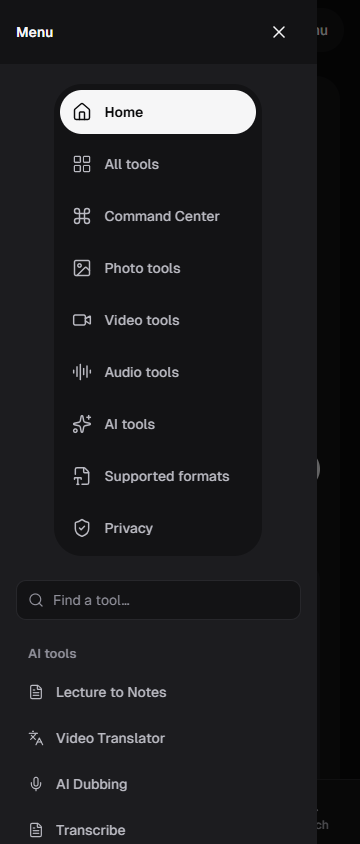 Menu
Home
All tools
Command Center
Photo tools
Video tools
Audio tools
AI tools
Supported formats
Privacy
Find a tool...
AI tools
Lecture to Notes
Video Translator
AI Dubbing
Transcribe